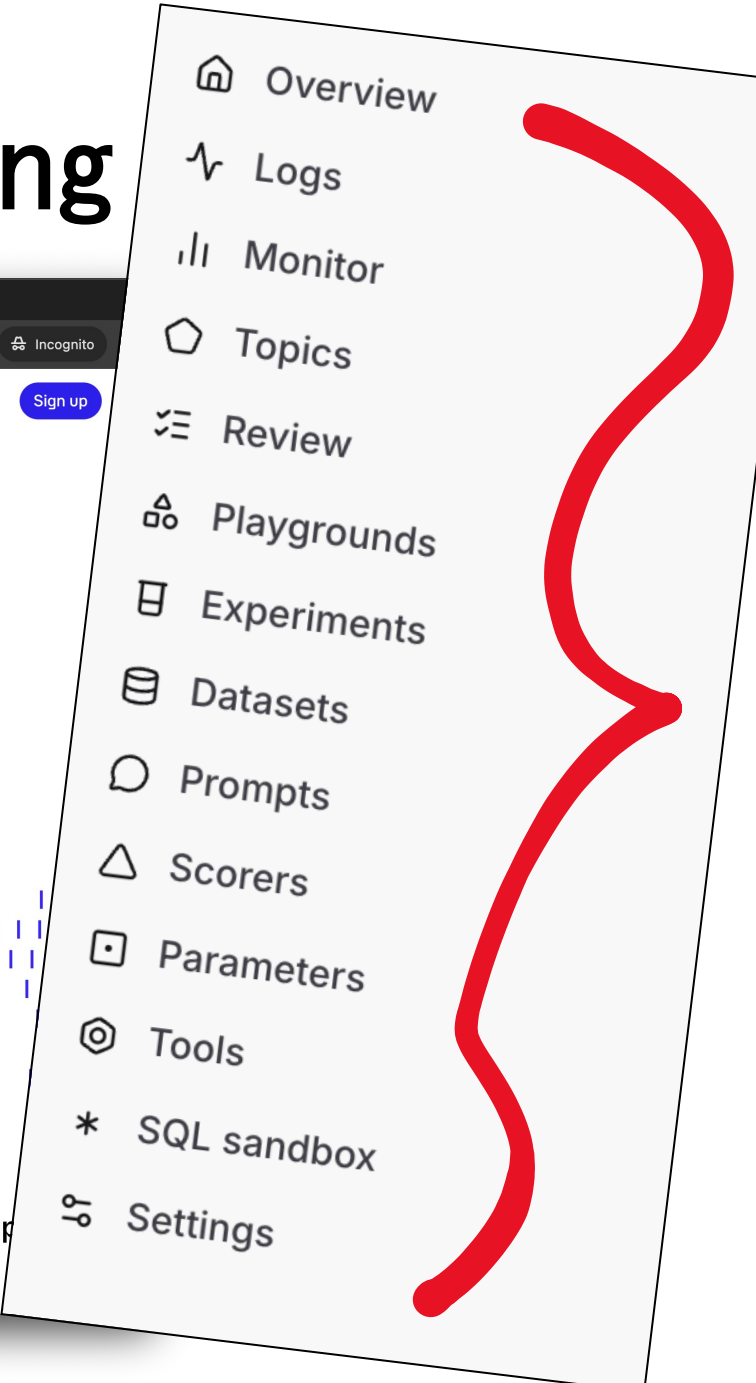 Overview
ng
Logs
Monitor
Incognito
Topics
Sign up
Review
Playgrounds
Experiments
Datasets
Prompts
Scorers
Parameters
Tools
SQL sandbox
Settings